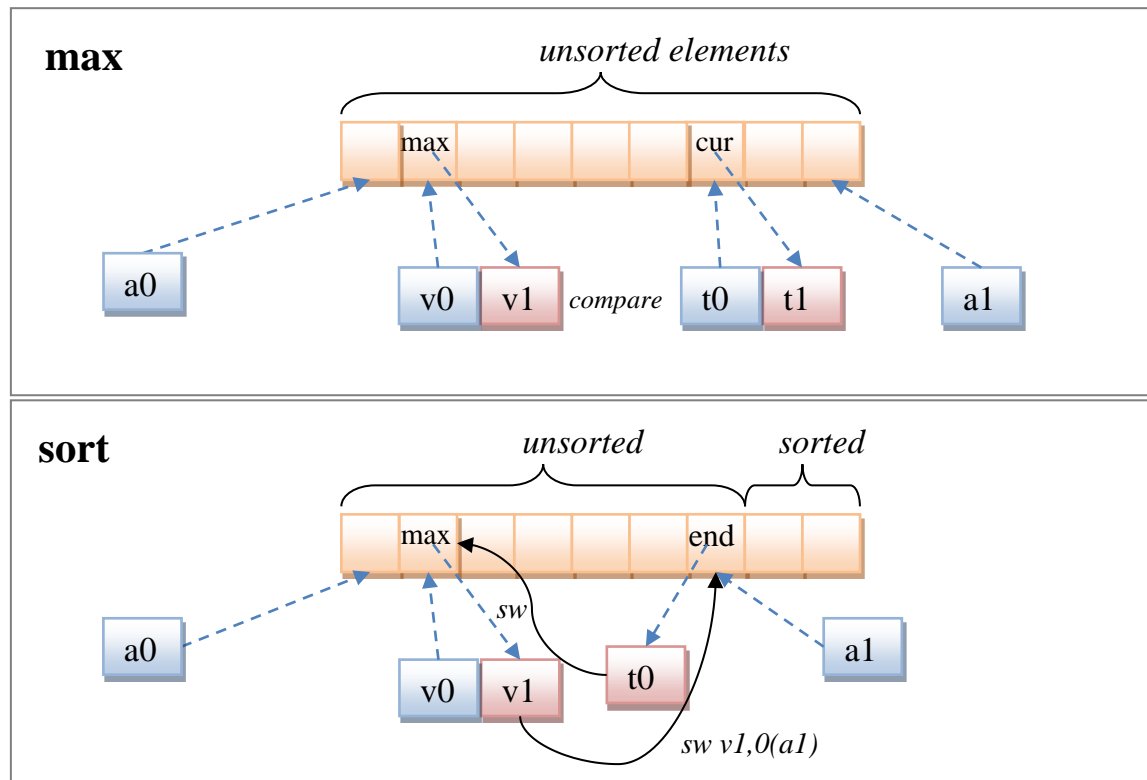 max
unsorted elements
max cur
a0 v0 v1 compare t0 t1 a1
sort
unsorted sorted
max end
sw
a0 v0 v1 t0 a1
sw v1,0(a1)